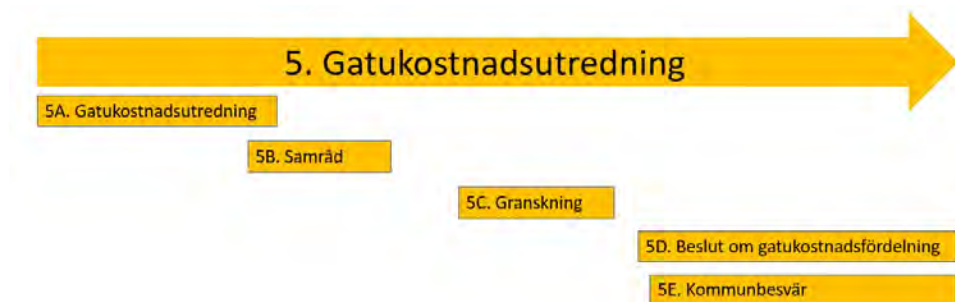 5. Gatukostnadsutredning
5A. Gatukostnadsutredning
5B. Samråd
5C. Granskning
5D. Beslut om gatukostnadsfördelning
5E. Kommunbesvär